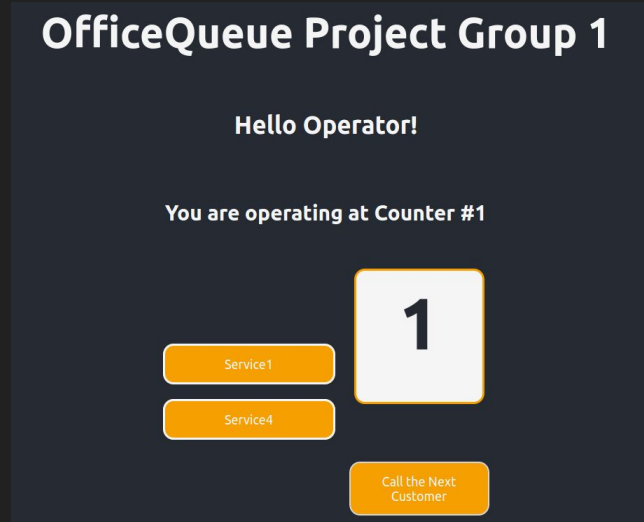 OfficeQueue Project Group 1
Hello Operator!
You are operating at Counter #1
1
Service1
Service4
Call the Next
Customer